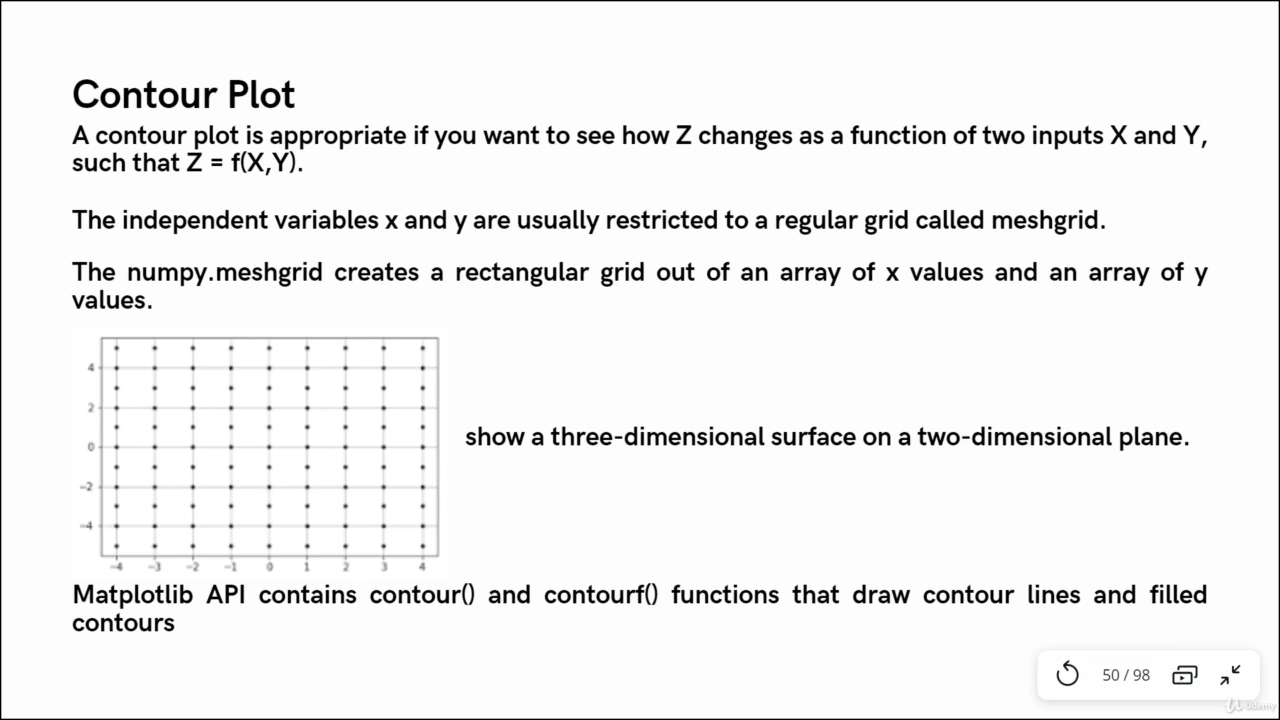 Contour Plot
A contour plot is appropriate if you want to see how Z changes as a function of two inputs X and Y,
such that Z = f(X,Y).
The independent variables x and y are usually restricted to a regular grid called meshgrid.
The numpy.meshgrid creates a rectangular grid out of an array of x values and an array of y
values.
4
2
0
−2
−4
−4 −3 −2 −1 0 1 2 3 4
show a three-dimensional surface on a two-dimensional plane.
Matplotlib API contains contour() and contourf() functions that draw contour lines and filled
contours
50 / 98
Udemy